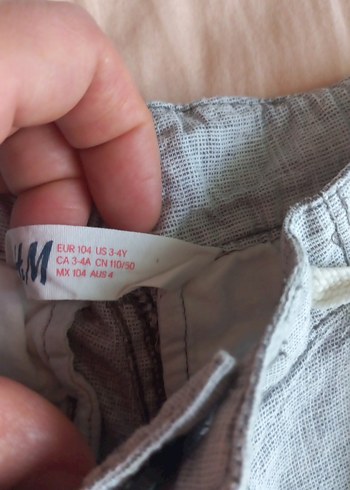 H&M
EUR 104 US 3-4Y
CA 3-4A CN 110/50
MX 104 AUS 4